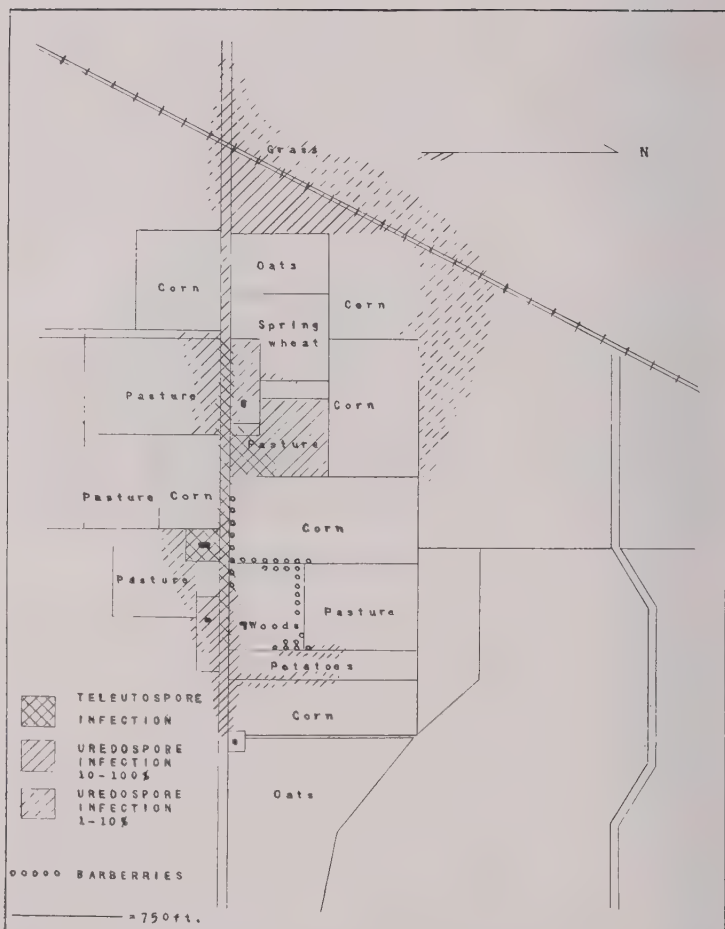 Grass
N
Oats
Corn
Spring
wheat
Corn
Pasture
Corn
Pasture
Pasture Corn
Corn
Pasture
Woods
Pasture
Potatoes
TELEUTOSPORE
INFECTION
Corn
UREDOSPORE
INFECTION
10-100%
UREDOSPORE
INFECTION
1-10%
Oats
BARBERRIES
=750ft.